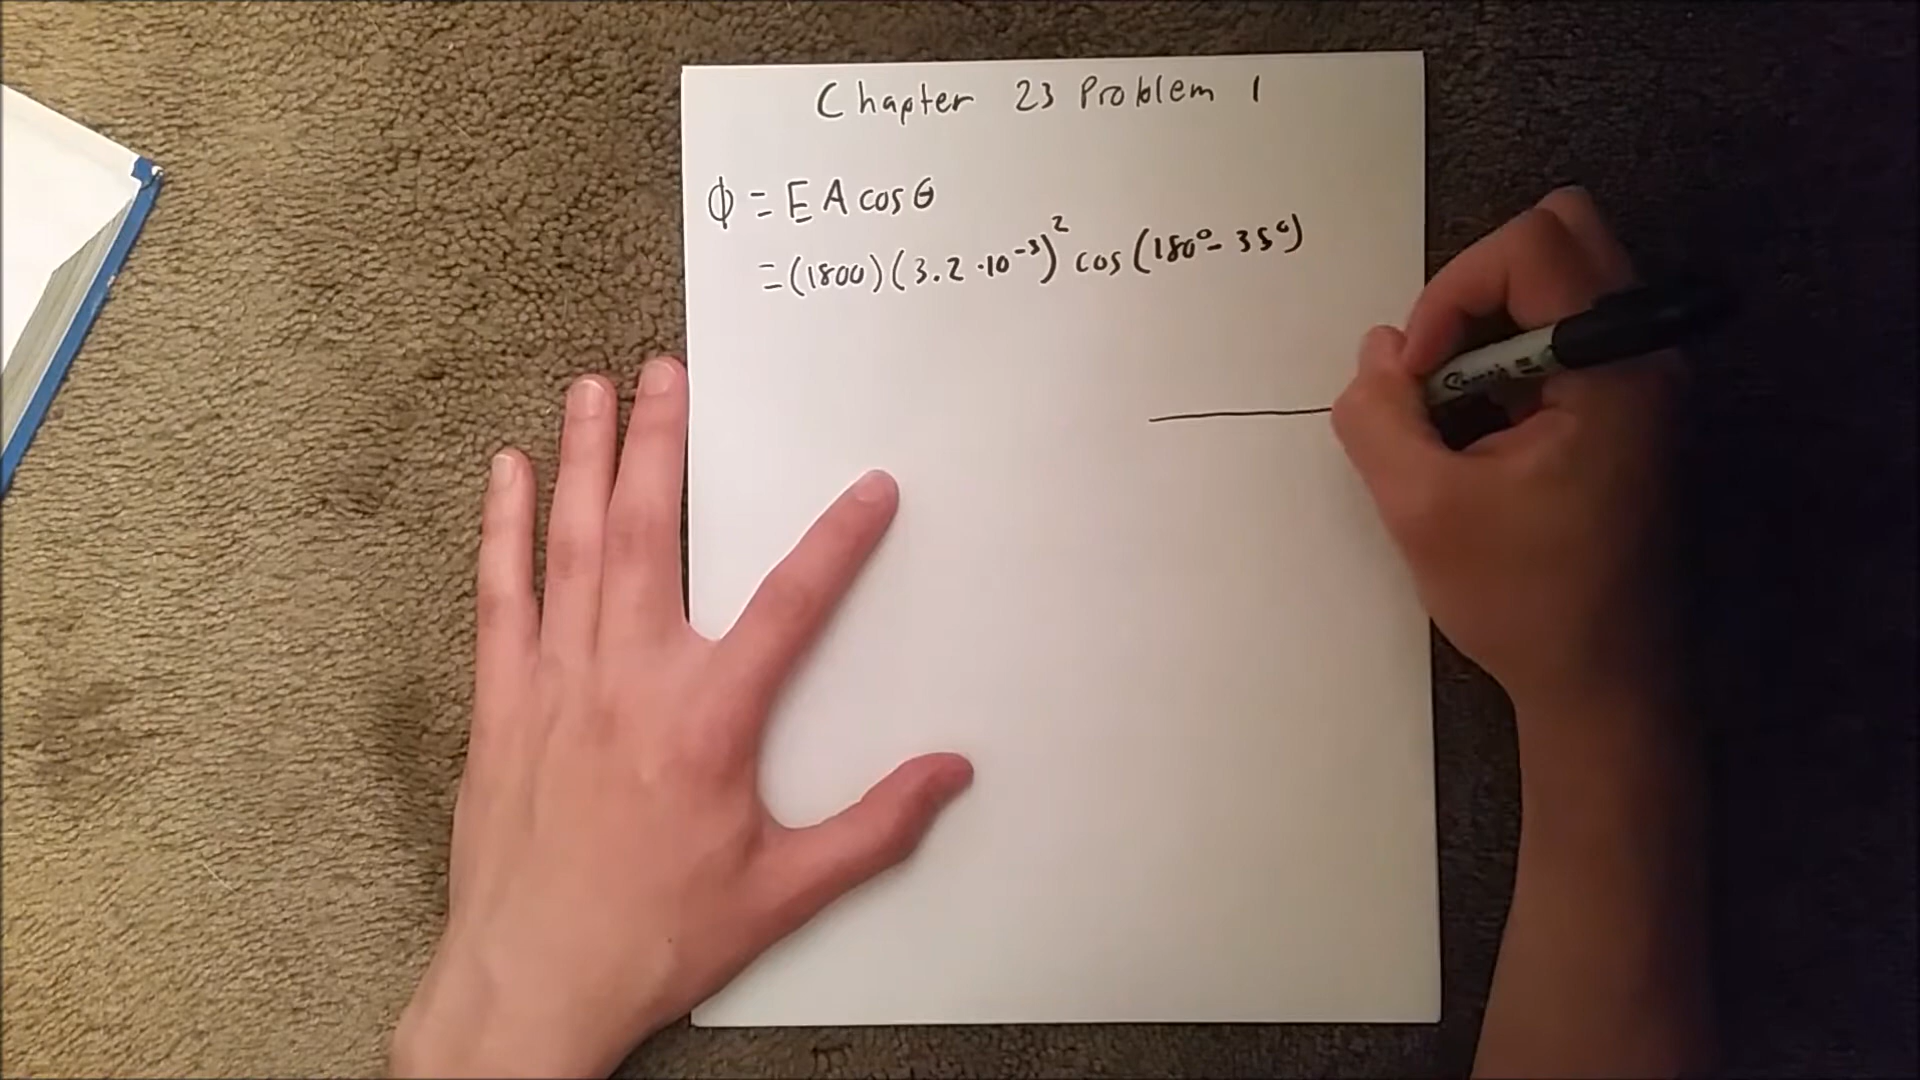 Chapter 23 Problem 1
ϕ = E A cos θ
= (1800) (3.2 · 10⁻³)² cos (180° - 35°)